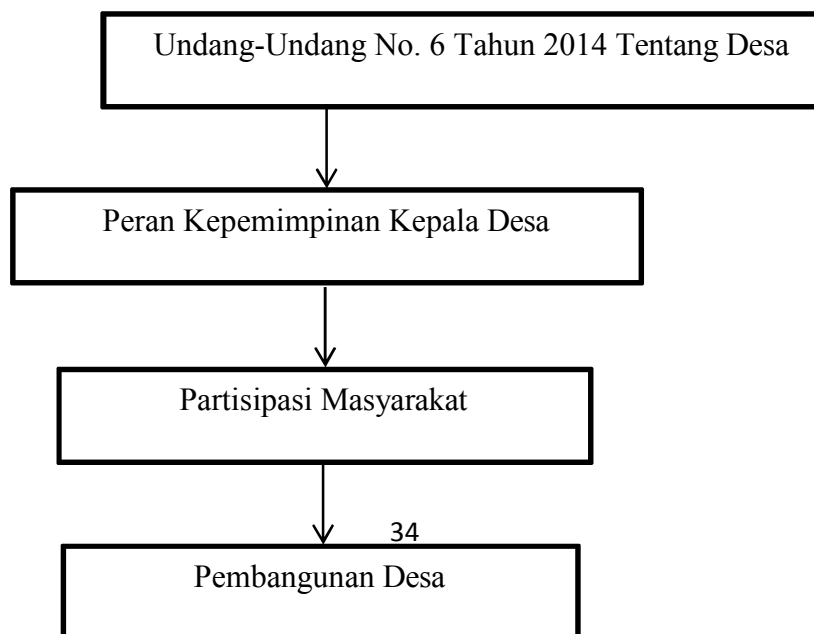 Undang-Undang No. 6 Tahun 2014 Tentang Desa
Peran Kepemimpinan Kepala Desa
Partisipasi Masyarakat
34
Pembangunan Desa